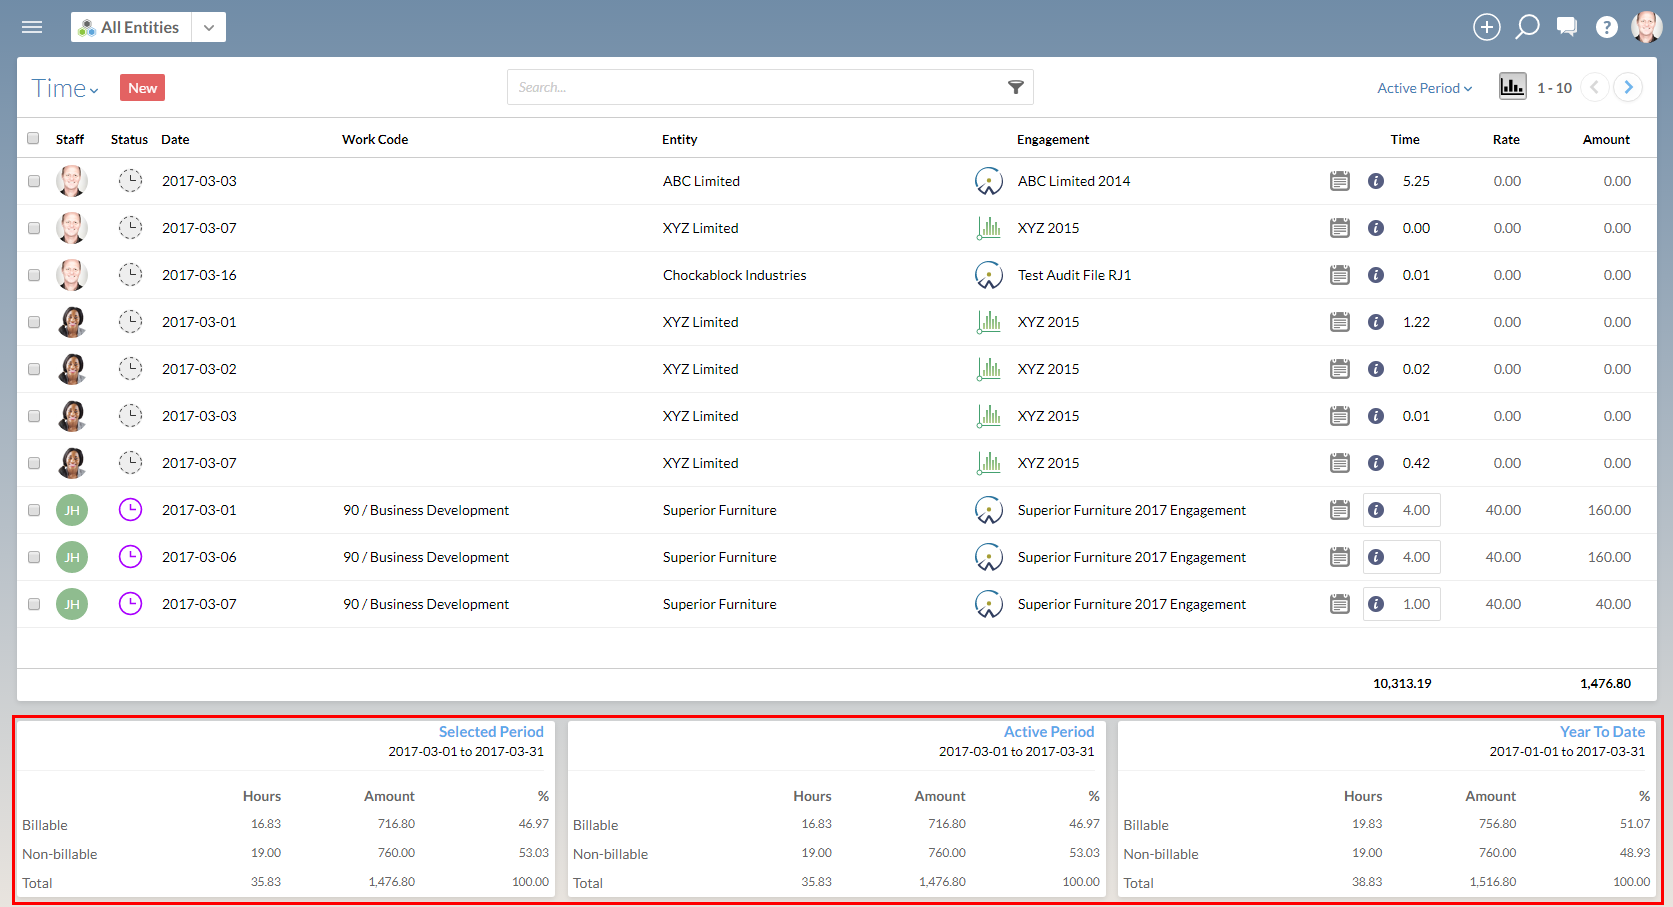 All Entities
?
Time New Search... Active Period 1 - 10
Staff Status Date Work Code Entity Engagement Time Rate Amount
2017-03-03 ABC Limited ABC Limited 2014 i 5.25 0.00 0.00
2017-03-07 XYZ Limited XYZ 2015 i 0.00 0.00 0.00
2017-03-16 Chockablock Industries Test Audit File RJ1 i 0.01 0.00 0.00
2017-03-01 XYZ Limited XYZ 2015 i 1.22 0.00 0.00
2017-03-02 XYZ Limited XYZ 2015 i 0.02 0.00 0.00
2017-03-03 XYZ Limited XYZ 2015 i 0.01 0.00 0.00
2017-03-07 XYZ Limited XYZ 2015 i 0.42 0.00 0.00
JH 2017-03-01 90 / Business Development Superior Furniture Superior Furniture 2017 Engagement i 4.00 40.00 160.00
JH 2017-03-06 90 / Business Development Superior Furniture Superior Furniture 2017 Engagement i 4.00 40.00 160.00
JH 2017-03-07 90 / Business Development Superior Furniture Superior Furniture 2017 Engagement i 1.00 40.00 40.00
10,313.19 1,476.80
Selected Period
2017-03-01 to 2017-03-31
Hours Amount %
Billable 16.83 716.80 46.97
Non-billable 19.00 760.00 53.03
Total 35.83 1,476.80 100.00
Active Period
2017-03-01 to 2017-03-31
Hours Amount %
Billable 16.83 716.80 46.97
Non-billable 19.00 760.00 53.03
Total 35.83 1,476.80 100.00
Year To Date
2017-01-01 to 2017-03-31
Hours Amount %
Billable 19.83 756.80 51.07
Non-billable 19.00 760.00 48.93
Total 38.83 1,516.80 100.00